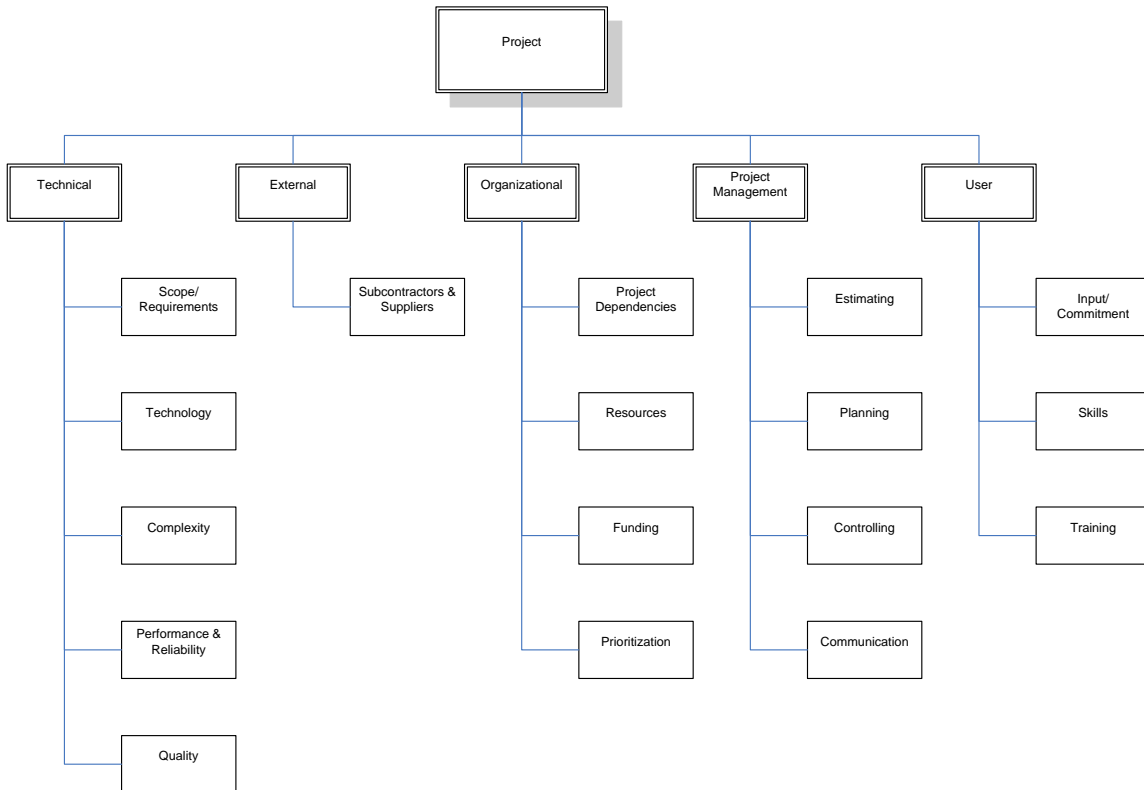 Project
Technical
External
Organizational
Project
Management
User
Scope/
Requirements
Subcontractors &
Suppliers
Project
Dependencies
Estimating
Input/
Commitment
Technology
Resources
Planning
Skills
Complexity
Funding
Controlling
Training
Performance &
Reliability
Prioritization
Communication
Quality